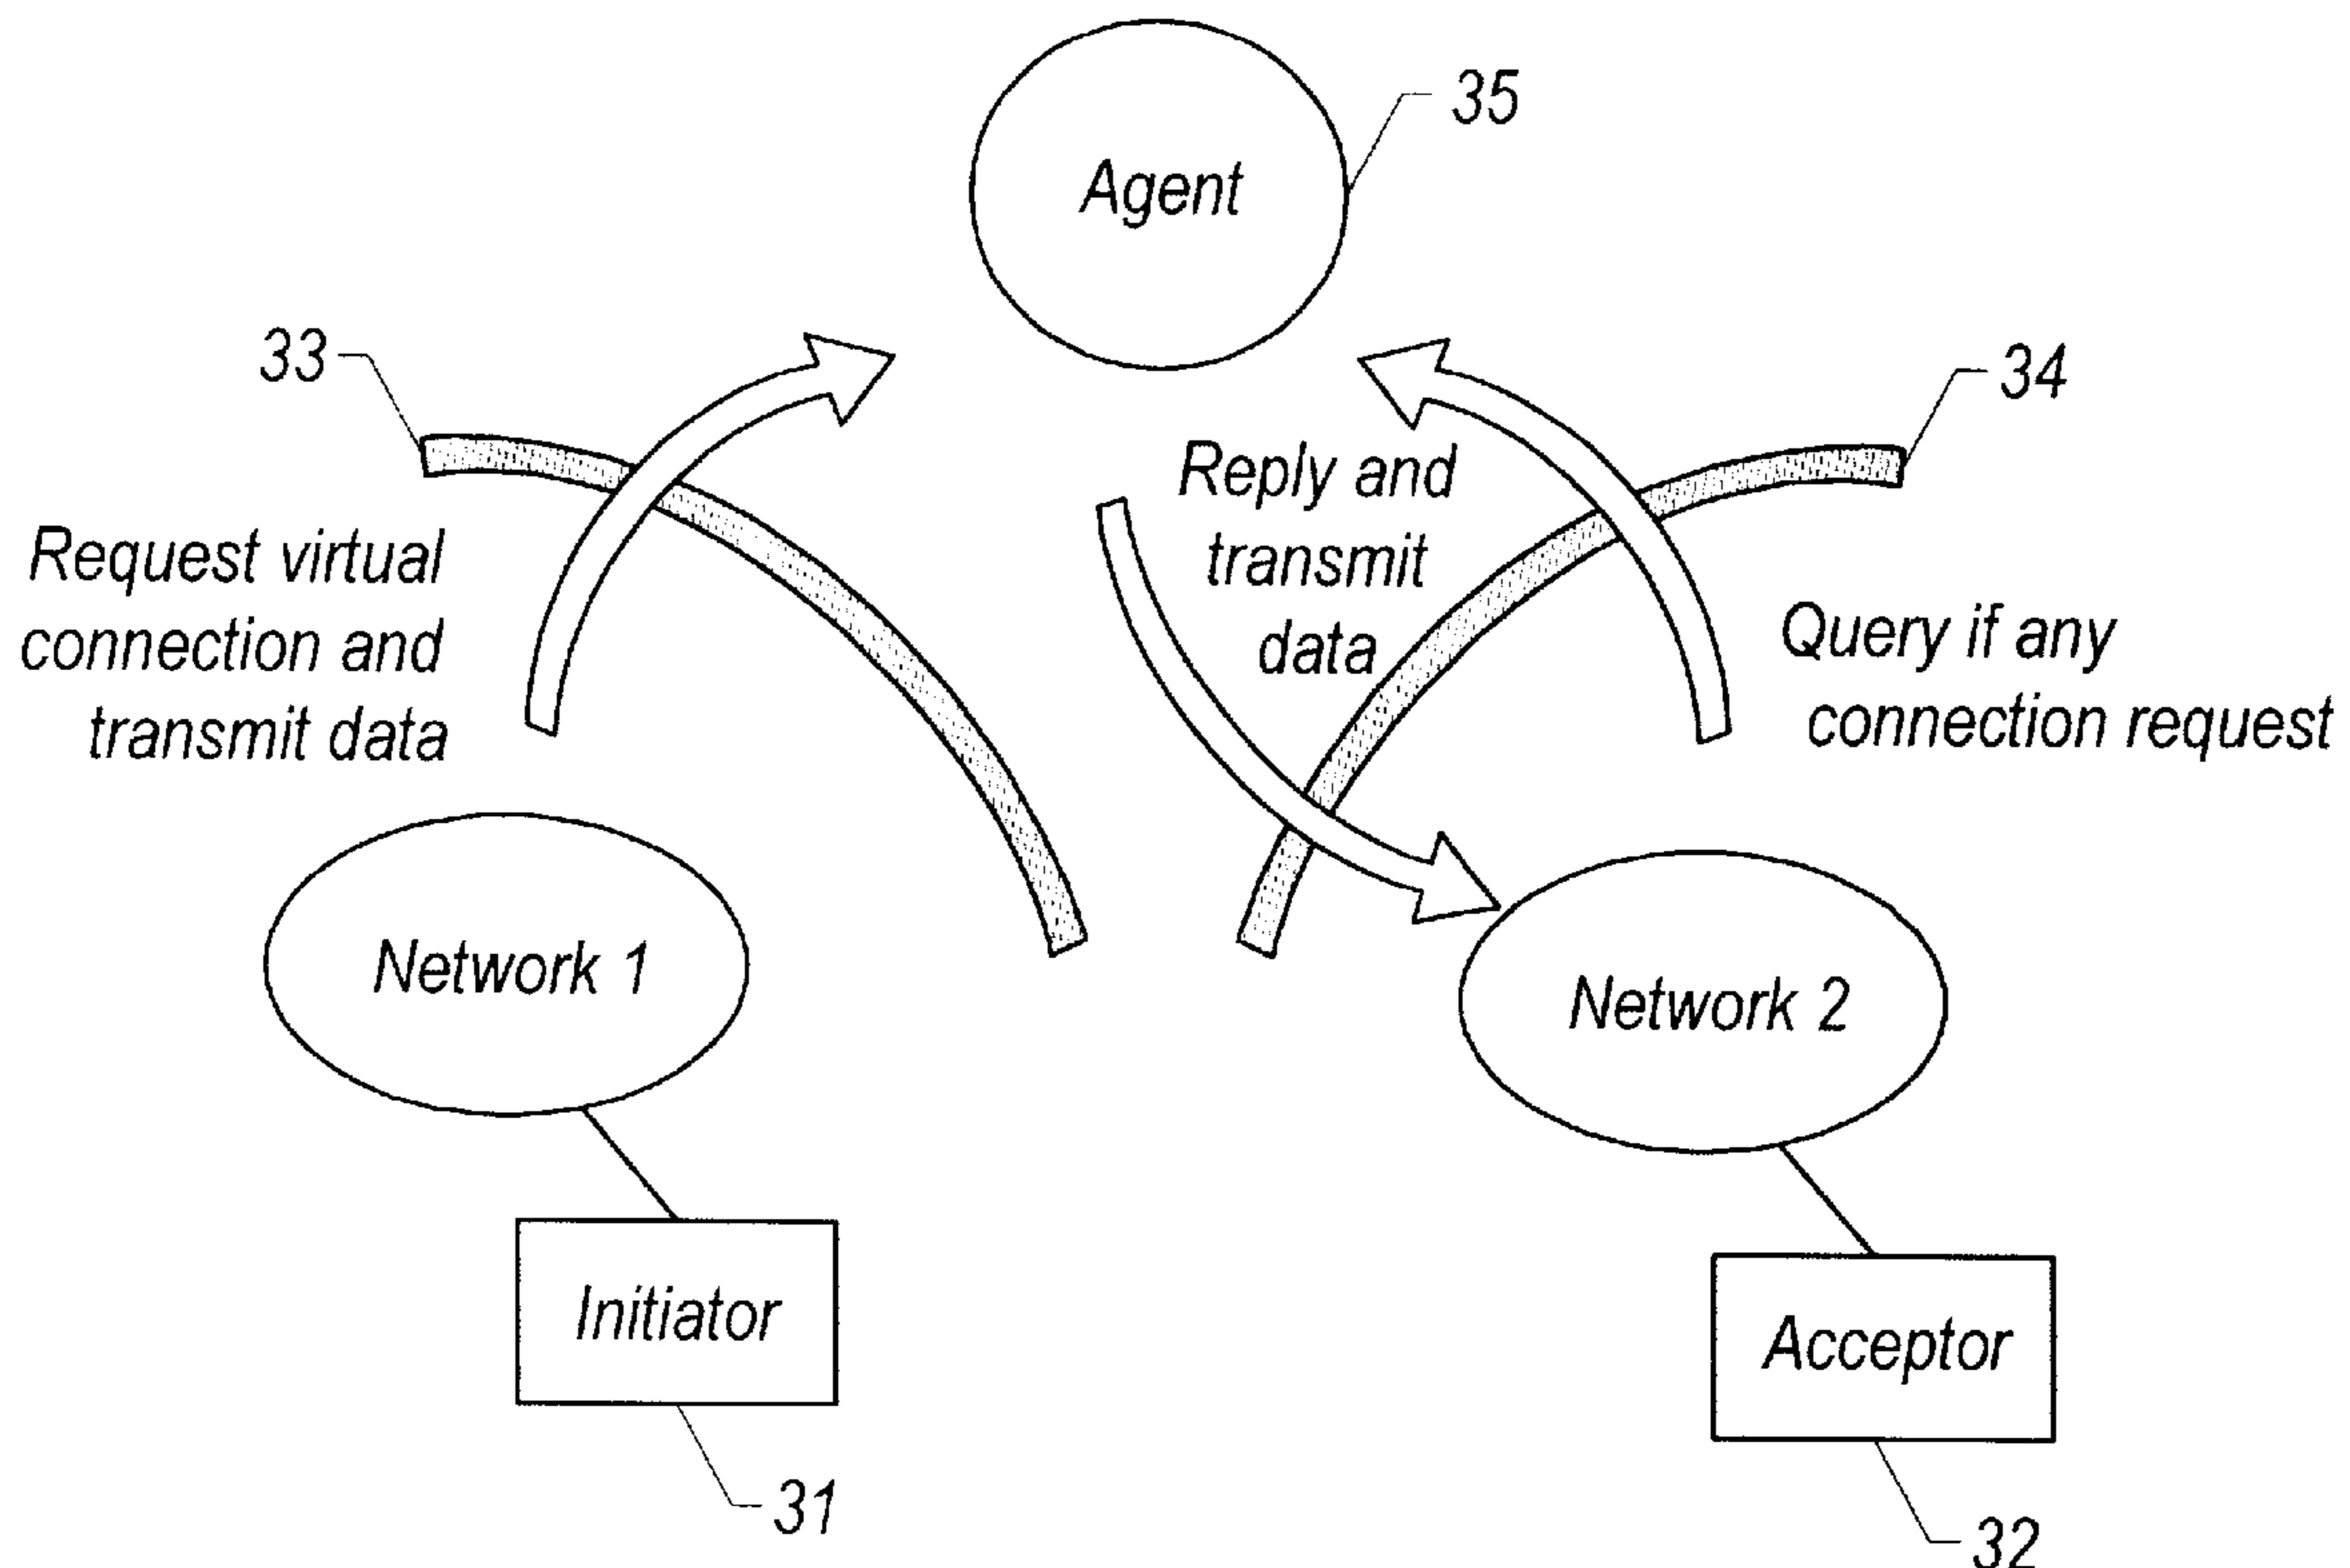 35
Agent
33
34
Reply and
transmit
data
Request virtual
connection and
transmit data
Query if any
connection request
Network 1
Network 2
Initiator
Acceptor
31
32